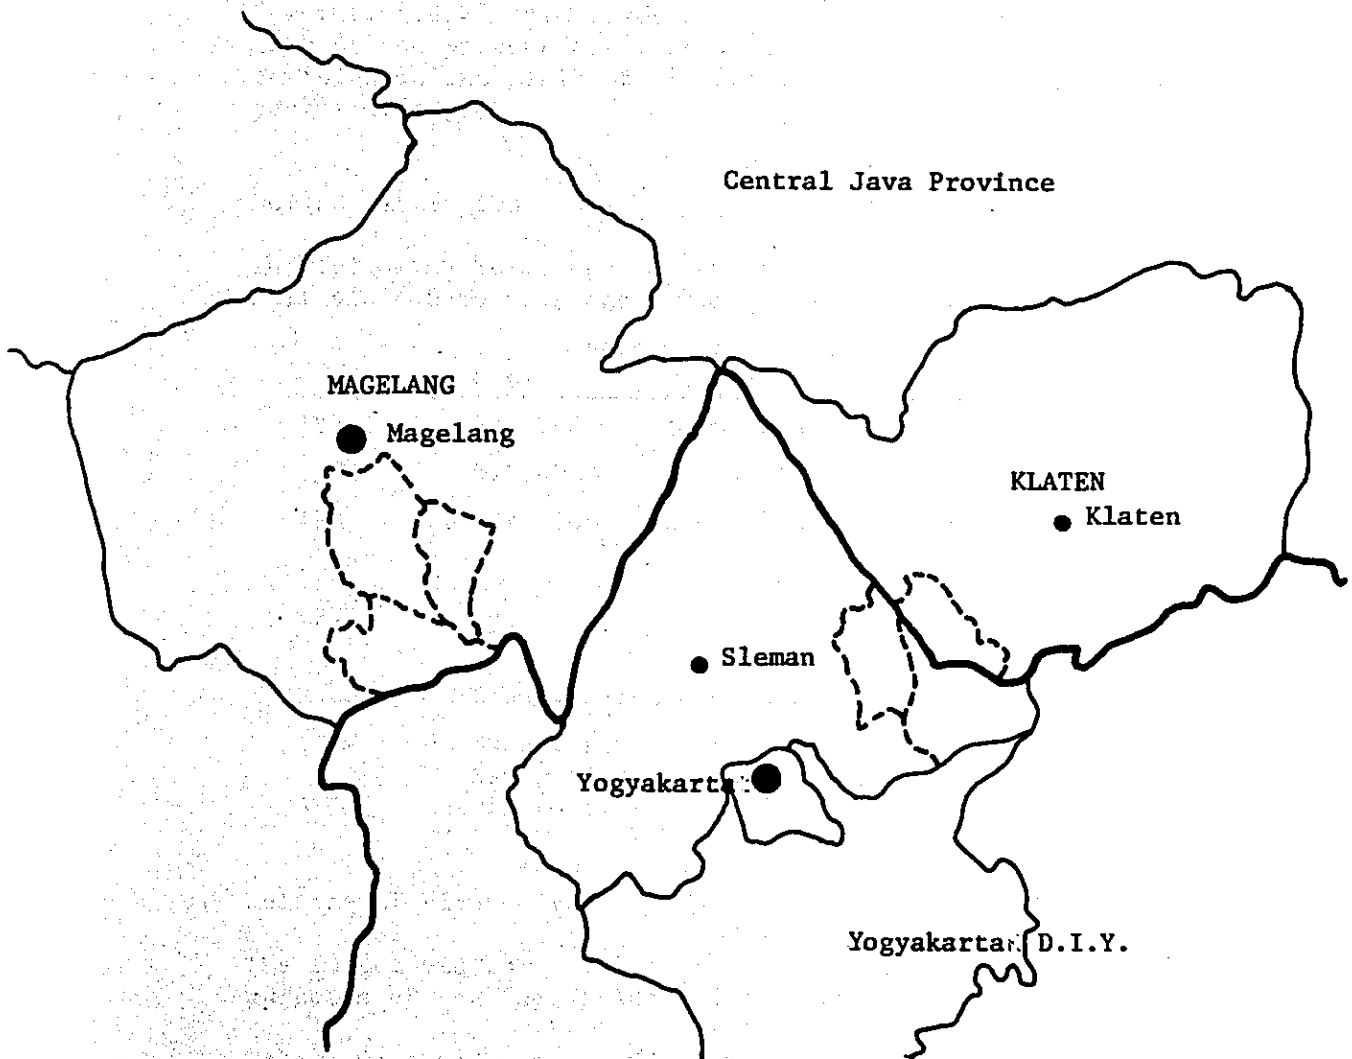 Central Java Province
MAGELANG
Magelang
KLATEN
Klaten
Sleman
Yogyakarta
Yogyakarta D.I.Y.